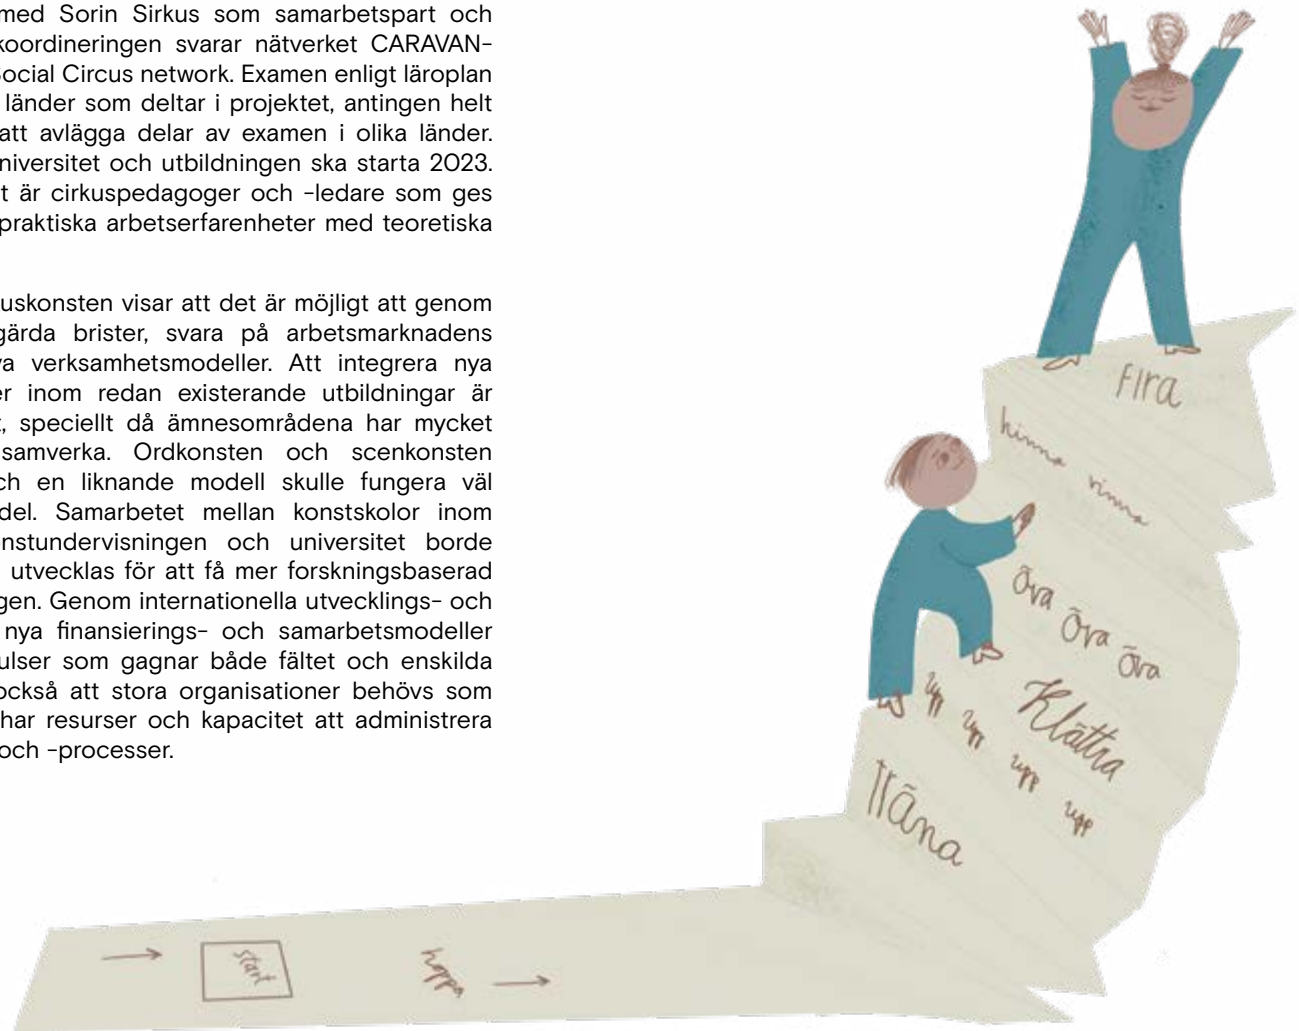 med Sorin Sirkus som samarbetspart och
koordineringen svarar nätverket CARAVAN-
Social Circus network. Examen enligt läroplan
länder som deltar i projektet, antingen helt
att avlägga delar av examen i olika länder.
niversitet och utbildningen ska starta 2023.
t är cirkuspedagoger och -ledare som ges
praktiska arbetserfarenheter med teoretiska
uskonsten visar att det är möjligt att genom
gärda brister, svara på arbetsmarknadens
va verksamhetsmodeller. Att integrera nya
er inom redan existerande utbildningar är
t, speciellt då ämnesområdena har mycket
samverka. Ordkonsten och scenkonsten
ch en liknande modell skulle fungera väl
del. Samarbetet mellan konstskolor inom
onstundervisningen och universitet borde
utvecklas för att få mer forskningsbaserad
gen. Genom internationella utvecklings- och
nya finansierings- och samarbetsmodeller
ulser som gagnar både fältet och enskilda
också att stora organisationer behövs som
har resurser och kapacitet att administrera
och -processer.
FIRA
hinna
rinna
Öva Öva Öva
Klättra
upp upp upp upp
TRÄna
start
hoppa